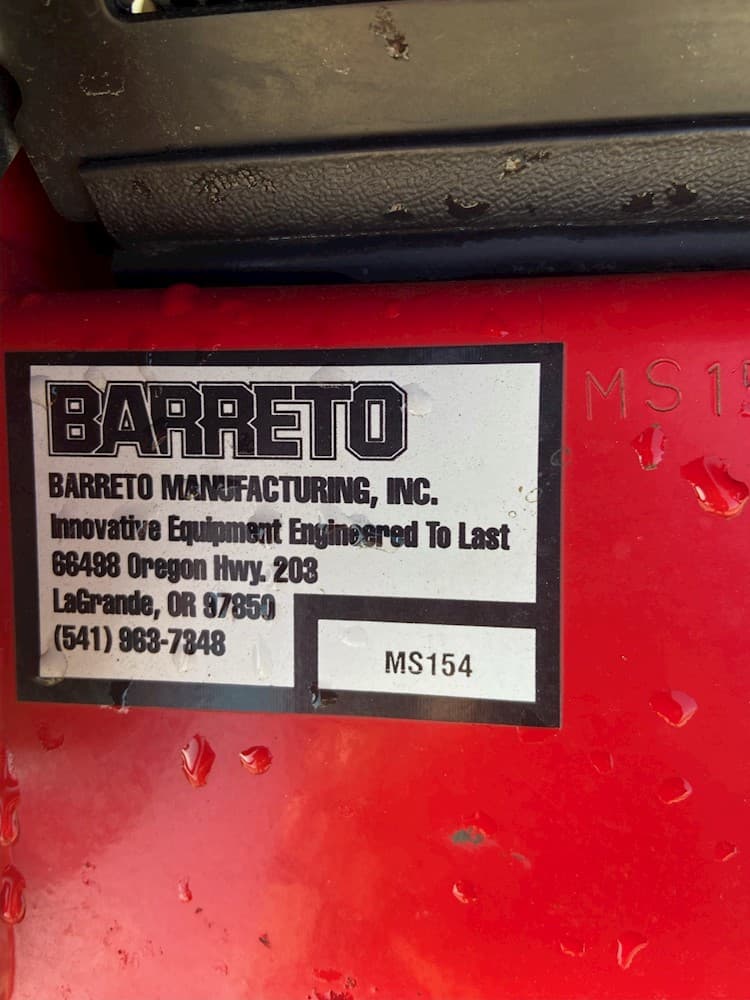 BARRETO
BARRETO MANUFACTURING, INC.
Innovative Equipment Engineered To Last
66498 Oregon Hwy. 203
LaGrande, OR 97850
(541) 963-7348
MS154
MS15